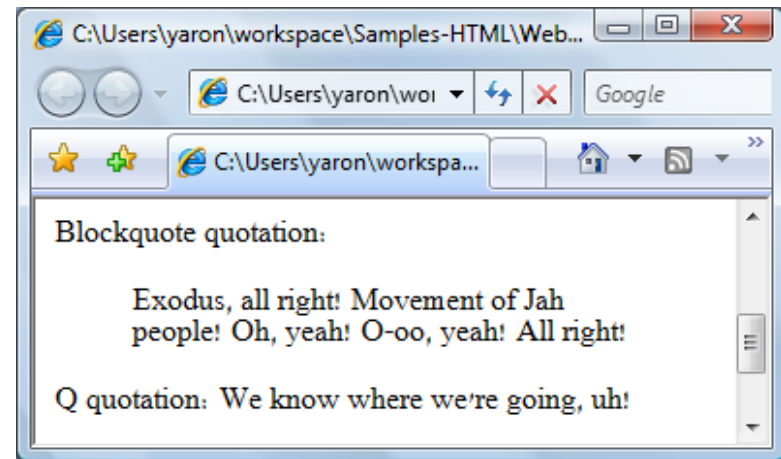 C:\Users\yaron\workspace\Samples-HTML\Web...
C:\Users\yaron\wor
Google
C:\Users\yaron\workspa...
Blockquote quotation:
Exodus, all right! Movement of Jah
people! Oh, yeah! O-oo, yeah! All right!
Q quotation: We know where we're going, uh!